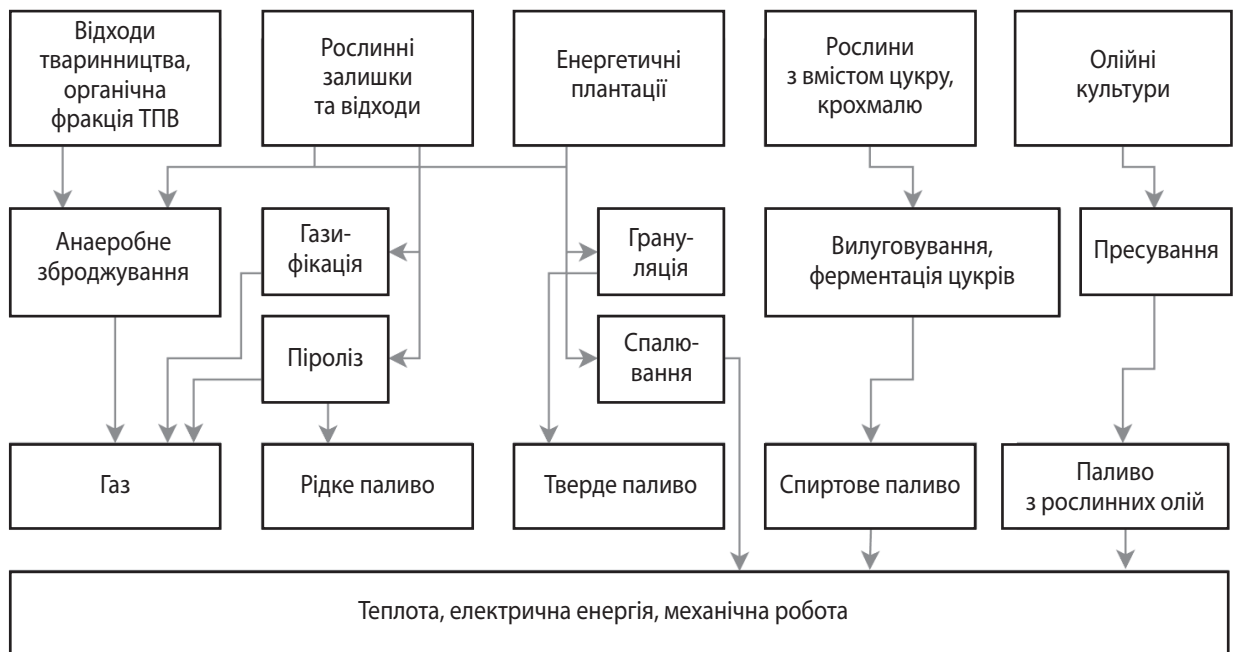 Відходи
тваринництва,
органічна
фракція ТПВ
Рослинні
залишки
та відходи
Енергетичні
плантації
Рослини
з вмістом цукру,
крохмалю
Олійні
культури
Анаеробне
зброджування
Гази-
фікація
Грану-
ляція
Вилуговування,
ферментація цукрів
Пресування
Піроліз
Спалю-
вання
Газ
Рідке паливо
Тверде паливо
Спиртове паливо
Паливо
з рослинних олій
Теплота, електрична енергія, механічна робота